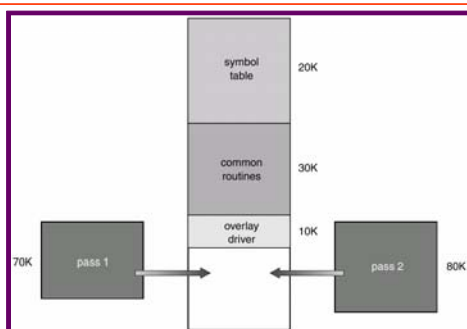 symbol
table
20K
common
routines
30K
overlay
driver
10K
70K
pass 1
pass 2
80K